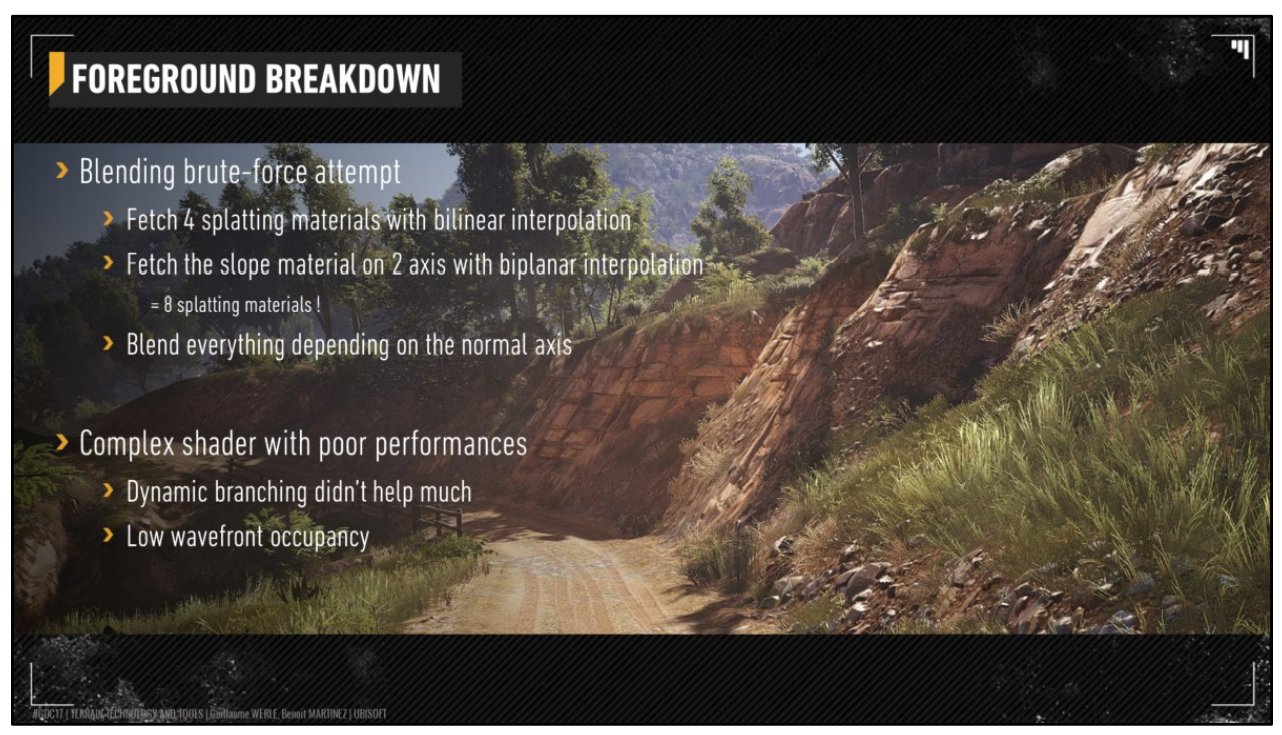 FOREGROUND BREAKDOWN
› Blending brute-force attempt
› Fetch 4 splatting materials with bilinear interpolation
› Fetch the slope material on 2 axis with biplanar interpolation
= 8 splatting materials !
› Blend everything depending on the normal axis
› Complex shader with poor performances
› Dynamic branching didn't help much
› Low wavefront occupancy
#GDC17 | TERRAIN TECHNOLOGY AND TOOLS | Guillaume WERLE, Benoit MARTINEZ | UBISOFT